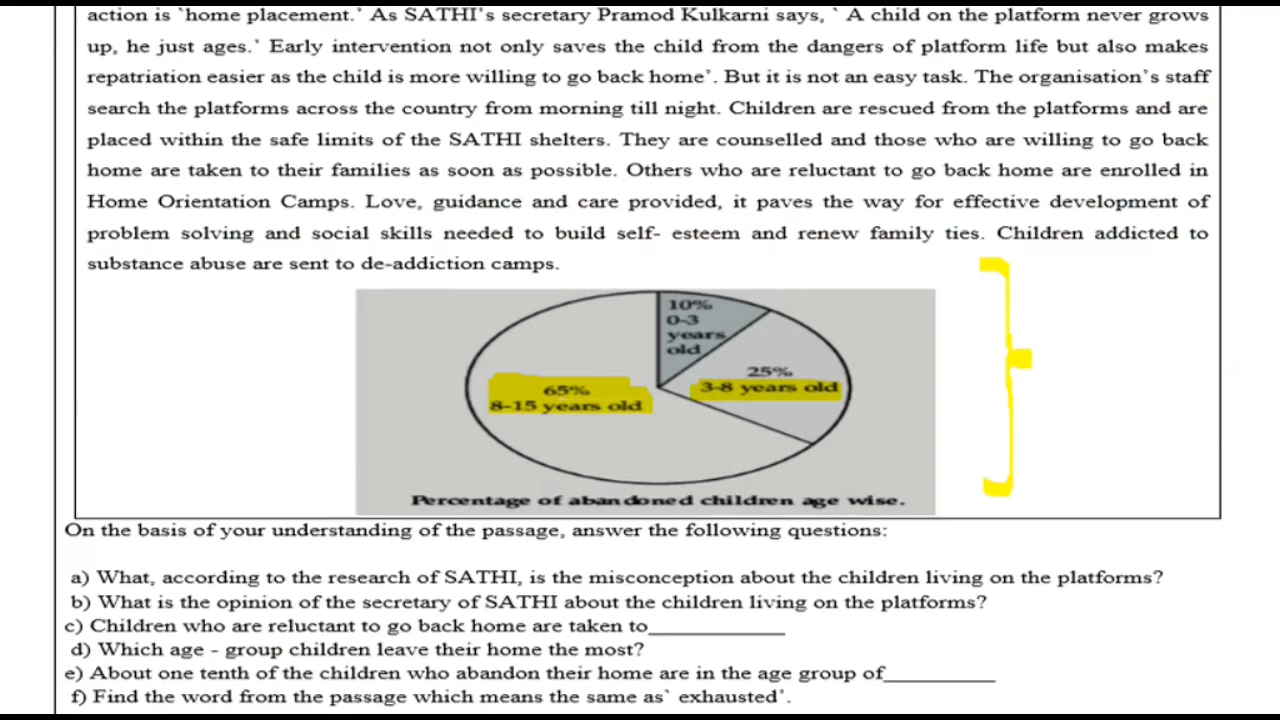 action is `home placement.' As SATHI's secretary Pramod Kulkarni says, ` A child on the platform never grows
up, he just ages.' Early intervention not only saves the child from the dangers of platform life but also makes
repatriation easier as the child is more willing to go back home'. But it is not an easy task. The organisation's staff
search the platforms across the country from morning till night. Children are rescued from the platforms and are
placed within the safe limits of the SATHI shelters. They are counselled and those who are willing to go back
home are taken to their families as soon as possible. Others who are reluctant to go back home are enrolled in
Home Orientation Camps. Love, guidance and care provided, it paves the way for effective development of
problem solving and social skills needed to build self- esteem and renew family ties. Children addicted to
substance abuse are sent to de-addiction camps.
10%
0-3
years
old
25%
3-8 years old
65%
8-15 years old
Percentage of abandoned children age wise.
On the basis of your understanding of the passage, answer the following questions:
a) What, according to the research of SATHI, is the misconception about the children living on the platforms?
b) What is the opinion of the secretary of SATHI about the children living on the platforms?
c) Children who are reluctant to go back home are taken to____________
d) Which age - group children leave their home the most?
e) About one tenth of the children who abandon their home are in the age group of__________
f) Find the word from the passage which means the same as` exhausted'.